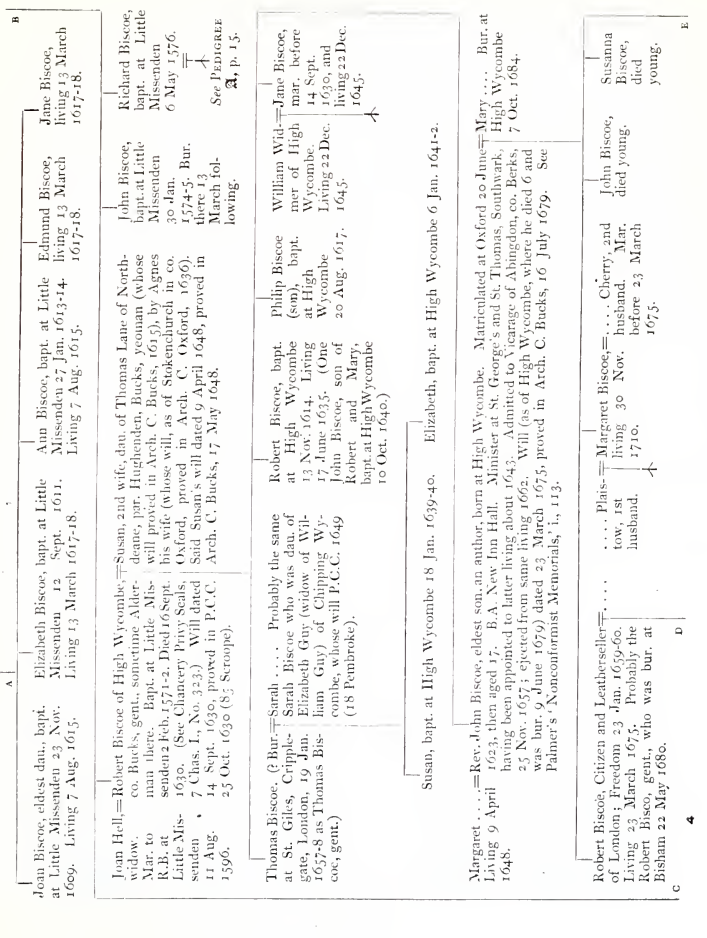 A
B
Joan Biscoe, eldest dau., bapt.
at Little Missenden 23 Nov.
1609. Living 7 Aug. 1615.
Elizabeth Biscoe, bapt. at Little
Missenden 12 Sept. 1611.
Living 13 March 1617-18.
Ann Biscoe, bapt. at Little
Missenden 27 Jan. 1613-14.
Living 7 Aug. 1615.
Edmund Biscoe,
living 13 March
1617-18.
Jane Biscoe,
living 13 March
1617-18.
Joan Hell,=Robert Biscoe of High Wycombe,=Susan, 2nd wife, dau. of Thomas Lane of North-
widow.
Mar. to
R.B. at
Little Mis-
senden
11 Aug.
1596.
co. Bucks, gent., sometime Alder-
man there. Bapt. at Little Mis-
senden 2 Feb. 1571-2. Died 16 Sept.
1630. (See Chancery Privy Seals,
7 Chas. I., No. 323.) Will dated
14 Sept. 1630, proved in P.C.C.
25 Oct. 1630 (85 Scroope).
deane, par. Hughenden, Bucks, yeoman (whose
will proved in Arch. C. Bucks, 1615), by Agnes
his wife (whose will, as of Stokenchurch in co.
Oxford, proved in Arch. C. Oxford, 1636).
Said Susan's will dated 9 April 1648, proved in
Arch. C. Bucks, 17 May 1648.
John Biscoe,
bapt. at Little
Missenden
30 Jan.
1574-5. Bur.
there 13
March fol-
lowing.
Richard Biscoe,
bapt. at Little
Missenden
6 May 1576.
See PEDIGREE
A, p. 15.
Thomas Biscoe. (? Bur.=Sarah .... Probably the same
at St. Giles, Cripple-
gate, London, 19 Jan.
1657-8 as Thomas Bis-
coe, gent.)
Sarah Biscoe who was dau. of
Elizabeth Guy (widow of Wil-
liam Guy) of Chipping Wy-
combe, whose will P.C.C. 1649
(18 Pembroke).
Robert Biscoe, bapt.
at High Wycombe
13 Nov. 1614. Living
17 June 1635. (One
John Biscoe, son of
Robert and Mary,
bapt. at High Wycombe
10 Oct. 1640.)
Philip Biscoe
(son), bapt.
at High
Wycombe
20 Aug. 1617.
William Wid-=Jane Biscoe,
mer of High
Wycombe.
Living 22 Dec.
1645.
mar. before
14 Sept.
1630, and
living 22 Dec.
1645.
Susan, bapt. at High Wycombe 18 Jan. 1639-40.
Elizabeth, bapt. at High Wycombe 6 Jan. 1641-2.
Margaret ....=Rev. John Biscoe, eldest son, an author, born at High Wycombe. Matriculated at Oxford 20 June=Mary .... Bur. at
Living 9 April
1648.
1623, then aged 17. B.A. New Inn Hall. Minister at St. George's and St. Thomas, Southwark,
having been appointed to latter living about 1643. Admitted to Vicarage of Abingdon, co. Berks,
25 Nov. 1657; ejected from same living 1662. Will (as of High Wycombe, where he died 6 and
was bur. 9 June 1679) dated 23 March 1675, proved in Arch. C. Bucks, 16 July 1679. See
Palmer's 'Nonconformist Memorials,' i., 113.
High Wycombe
7 Oct. 1684.
Robert Biscoe, Citizen and Leatherseller=....
of London; Freedom 23 Jan. 1659-60.
Living 23 March 1675. Probably the
Robert Bisco, gent., who was bur. at
Bisham 22 May 1680.
.... Plais-=Margaret Biscoe,=.... Cherry, 2nd
tow, 1st
husband.
living 30 Nov.
1710.
husband. Mar.
before 23 March
1675.
John Biscoe,
died young.
Susanna
Biscoe,
died
young.
C
4
D
E